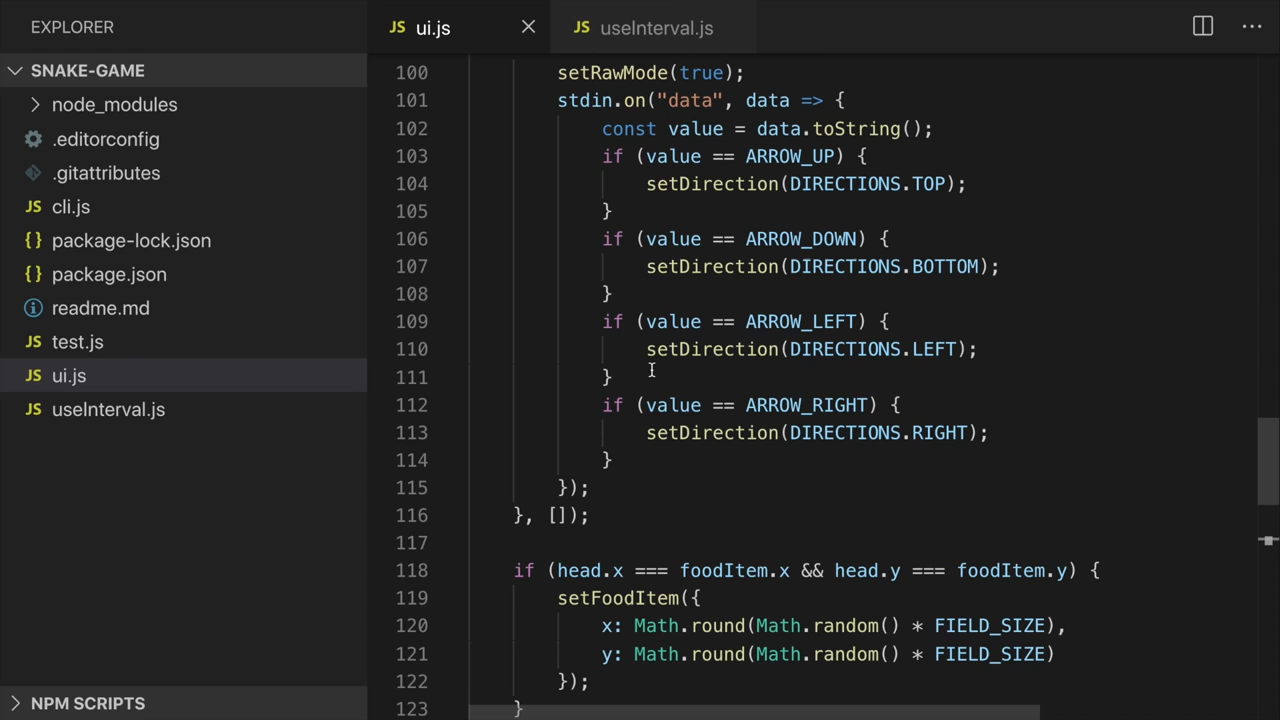 EXPLORER
SNAKE-GAME
node_modules
.editorconfig
.gitattributes
JS cli.js
{} package-lock.json
{} package.json
readme.md
JS test.js
JS ui.js
JS useInterval.js
NPM SCRIPTS
JS ui.js
JS useInterval.js
100 setRawMode(true);
101 stdin.on("data", data => {
102 const value = data.toString();
103 if (value == ARROW_UP) {
104 setDirection(DIRECTIONS.TOP);
105 }
106 if (value == ARROW_DOWN) {
107 setDirection(DIRECTIONS.BOTTOM);
108 }
109 if (value == ARROW_LEFT) {
110 setDirection(DIRECTIONS.LEFT);
111 }
112 if (value == ARROW_RIGHT) {
113 setDirection(DIRECTIONS.RIGHT);
114 }
115 });
116 }, []);
117
118 if (head.x === foodItem.x && head.y === foodItem.y) {
119 setFoodItem({
120 x: Math.round(Math.random() * FIELD_SIZE),
121 y: Math.round(Math.random() * FIELD_SIZE)
122 });
123 }